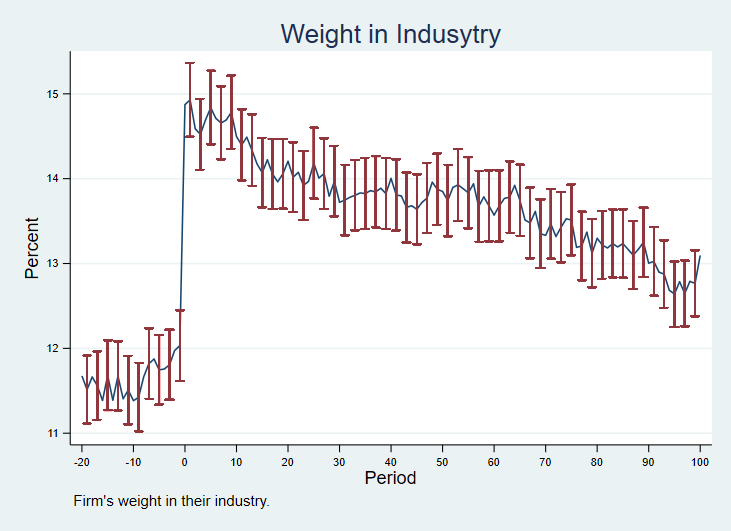 Weight in Indusytry
Percent
15
14
13
12
11
-20 -10 0 10 20 30 40 50 60 70 80 90 100
Period
Firm's weight in their industry.